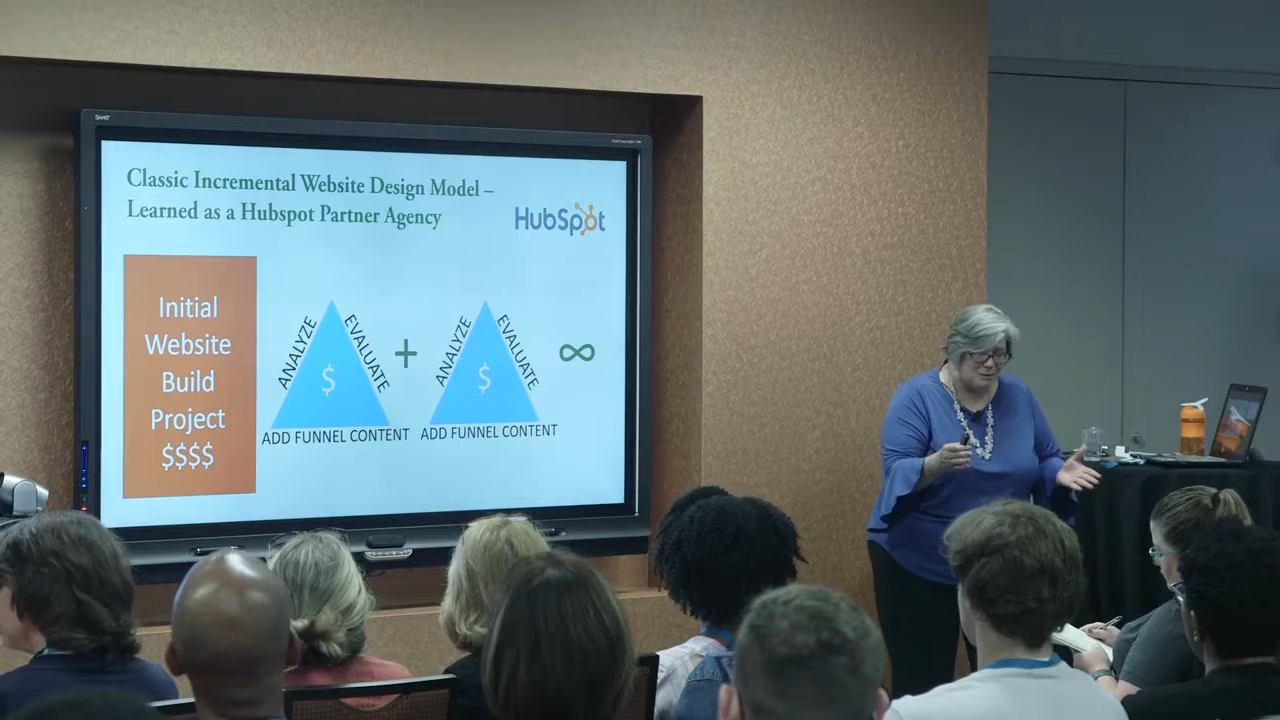 SMART
Classic Incremental Website Design Model –
Learned as a Hubspot Partner Agency
HubSpot
Initial
Website
Build
Project
$$$$
ANALYZE
EVALUATE
$
ADD FUNNEL CONTENT
+
ANALYZE
EVALUATE
$
ADD FUNNEL CONTENT
∞